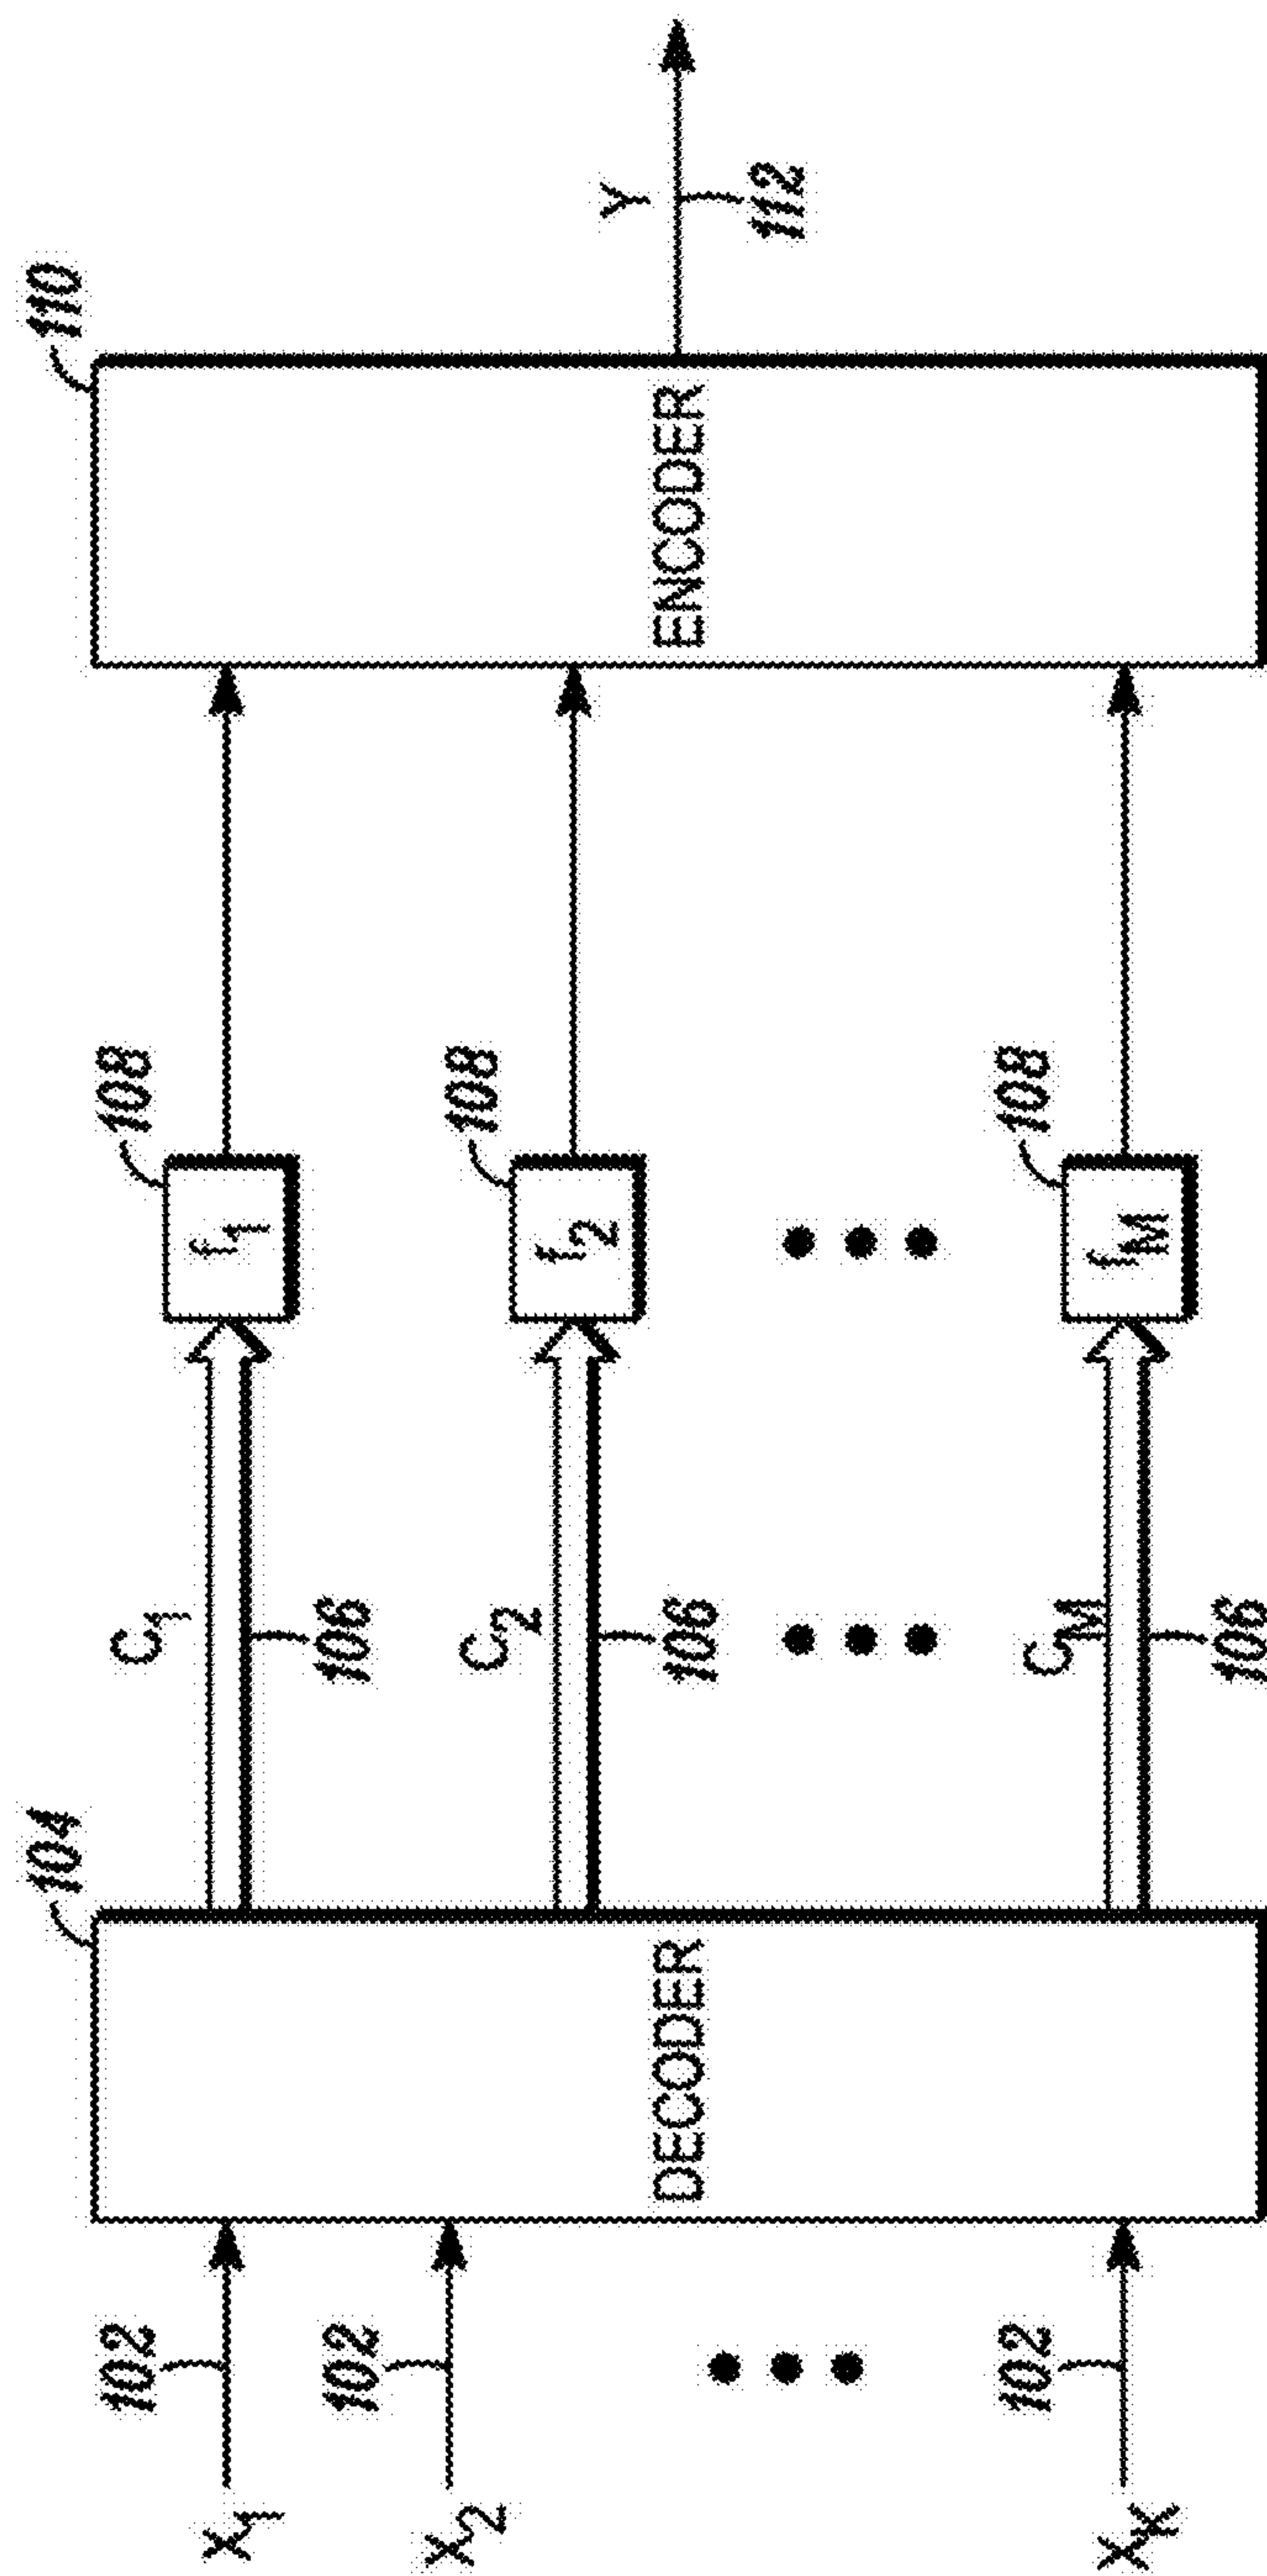 X1 102
X2 102
XK 102
DECODER 104
C1 106
C2 106
CM 106
f1 108
f2 108
fM 108
ENCODER 110
Y 112